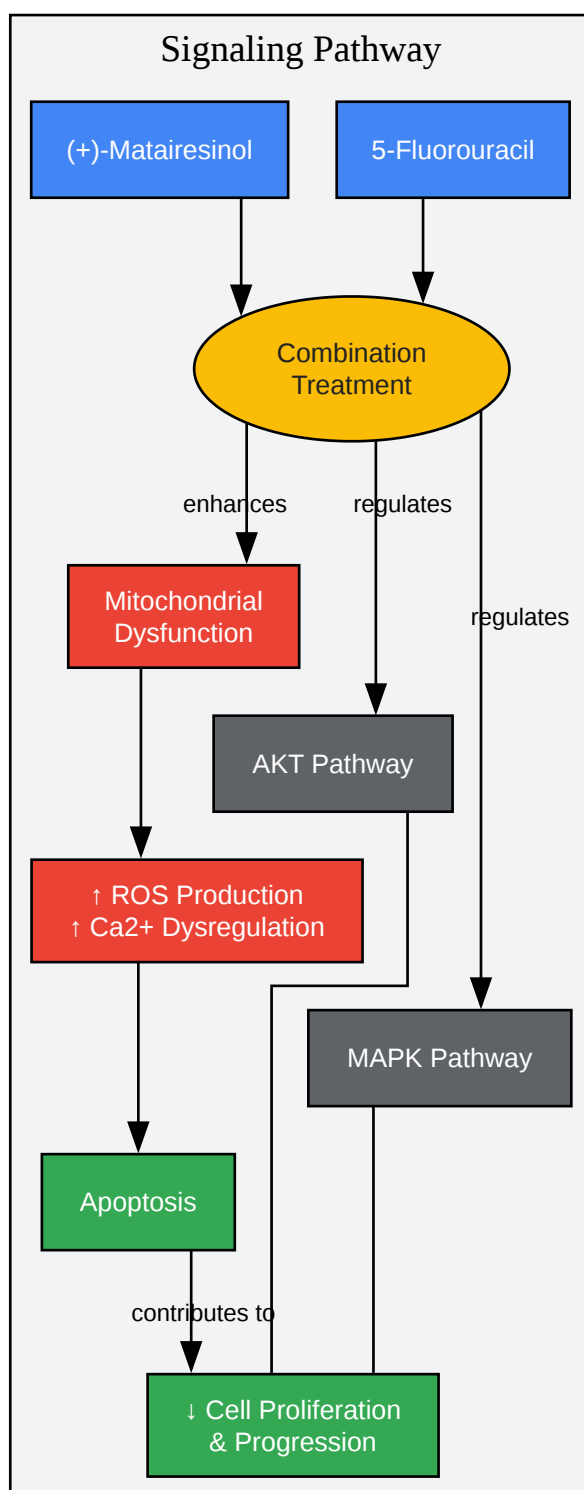 Signaling Pathway
(+)-Matairesinol
5-Fluorouracil
Combination
Treatment
enhances
regulates
Mitochondrial
Dysfunction
regulates
AKT Pathway
↑ ROS Production
↑ Ca2+ Dysregulation
MAPK Pathway
Apoptosis
contributes to
↓ Cell Proliferation
& Progression